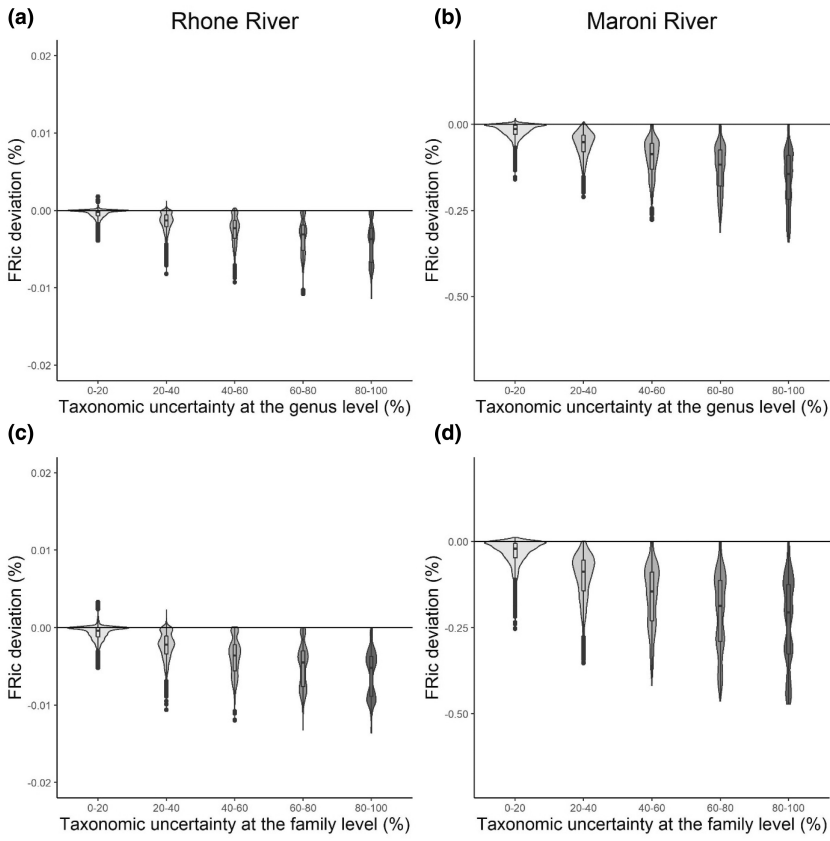 (a) Rhone River
(b) Maroni River
FRic deviation (%)
0.02
0.01
0.00
-0.01
-0.02
0-20 20-40 40-60 60-80 80-100
Taxonomic uncertainty at the genus level (%)
FRic deviation (%)
0.00
-0.25
-0.50
0-20 20-40 40-60 60-80 80-100
Taxonomic uncertainty at the genus level (%)
(c)
FRic deviation (%)
0.02
0.01
0.00
-0.01
-0.02
0-20 20-40 40-60 60-80 80-100
Taxonomic uncertainty at the family level (%)
(d)
FRic deviation (%)
0.00
-0.25
-0.50
0-20 20-40 40-60 60-80 80-100
Taxonomic uncertainty at the family level (%)